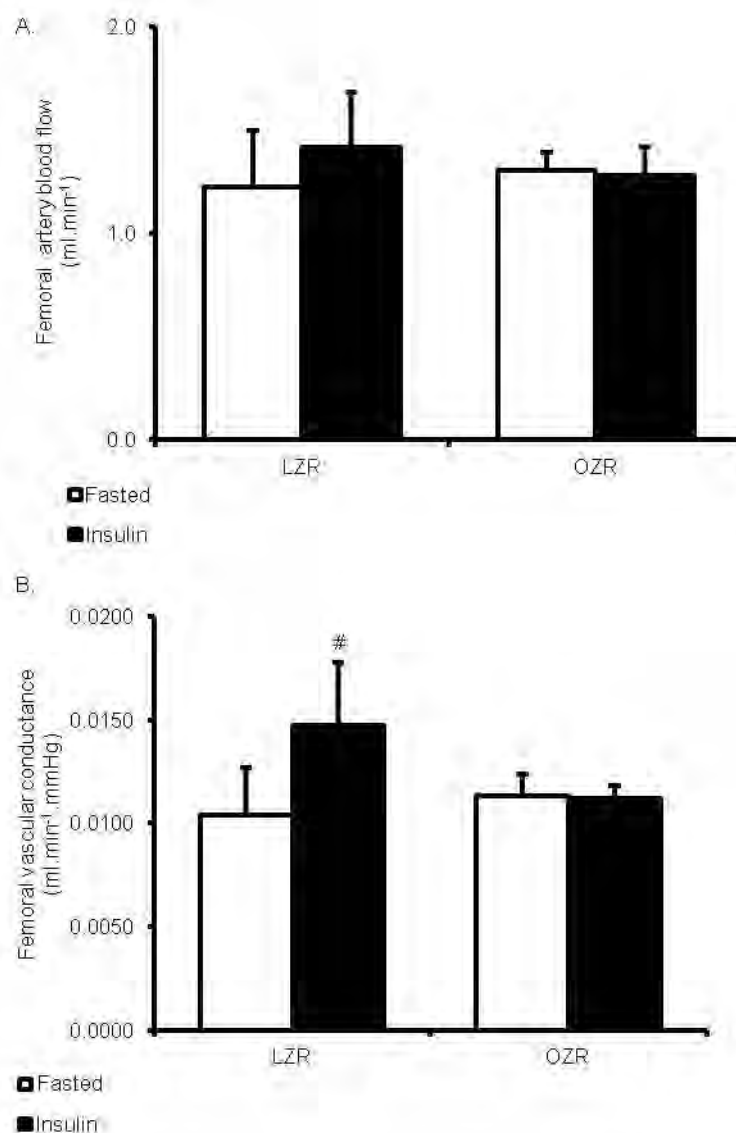 A.
Femoral artery blood flow
(ml.min⁻¹)
2.0
1.0
0.0
LZR
OZR
Fasted
Insulin
B.
Femoral vascular conductance
(ml.min⁻¹.mmHg)
0.0200
0.0150
0.0100
0.0050
0.0000
#
LZR
OZR
Fasted
Insulin